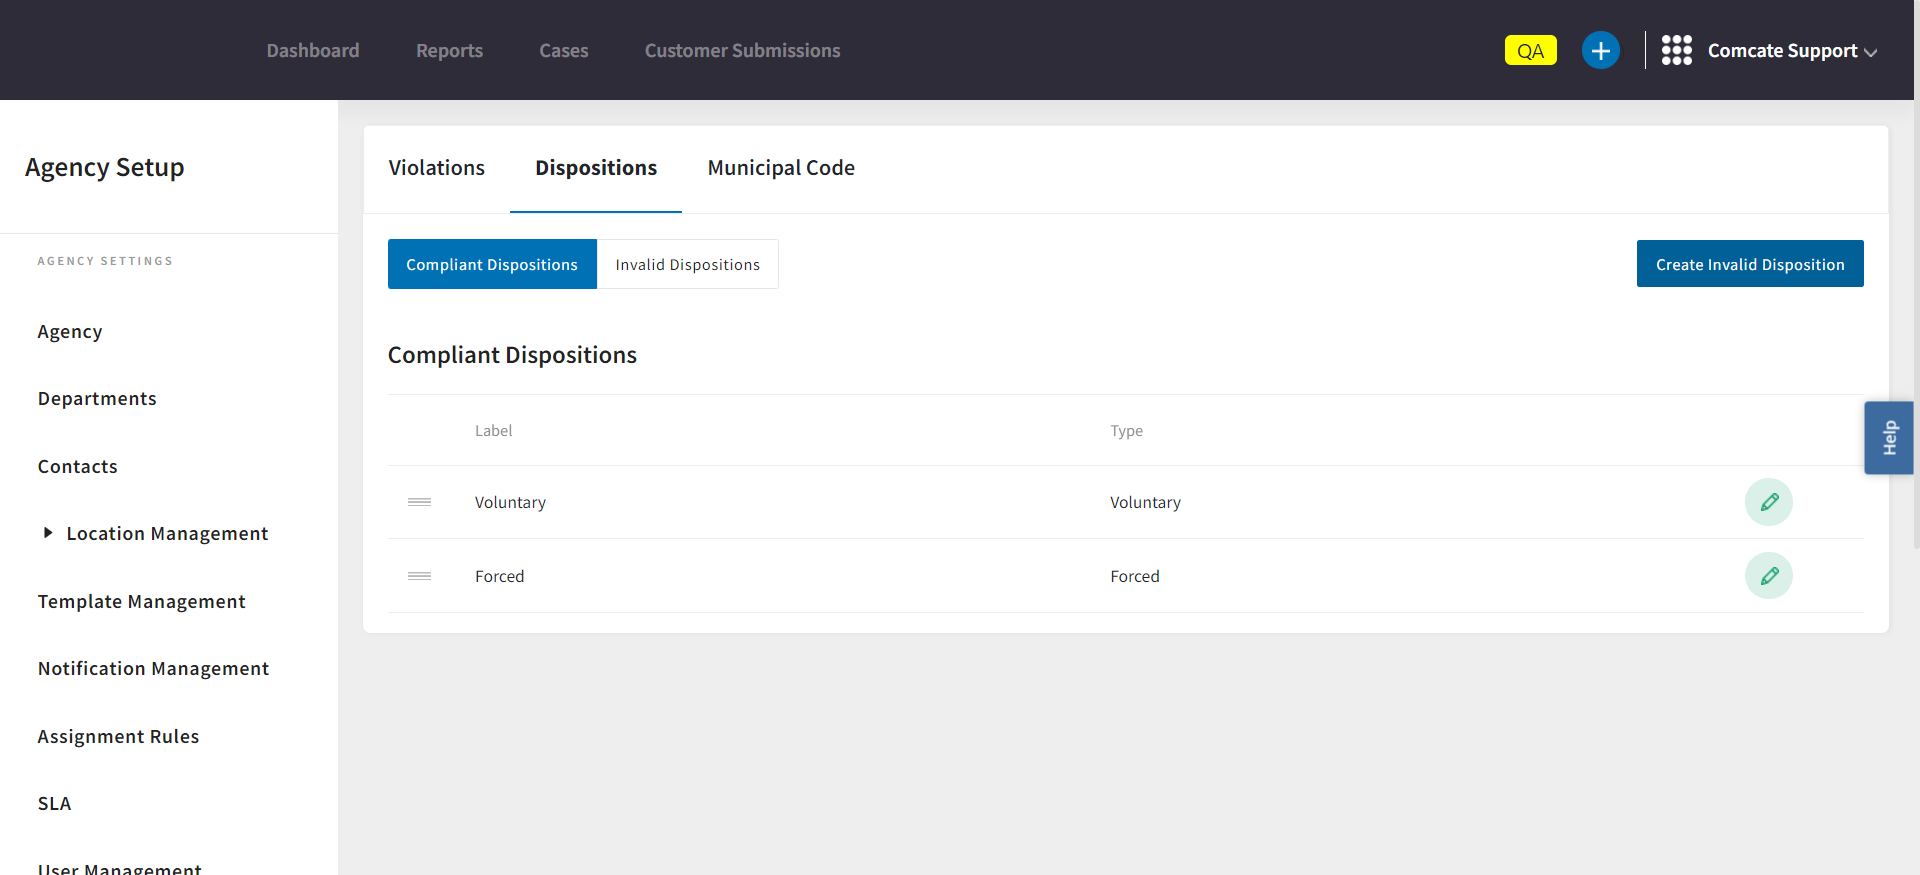 Dashboard
Reports
Cases
Customer Submissions
QA
Comcate Support
Agency Setup
AGENCY SETTINGS
Agency
Departments
Contacts
Location Management
Template Management
Notification Management
Assignment Rules
SLA
User Management
Violations
Dispositions
Municipal Code
Compliant Dispositions
Invalid Dispositions
Create Invalid Disposition
Compliant Dispositions
Label
Type
Voluntary
Voluntary
Forced
Forced
Help